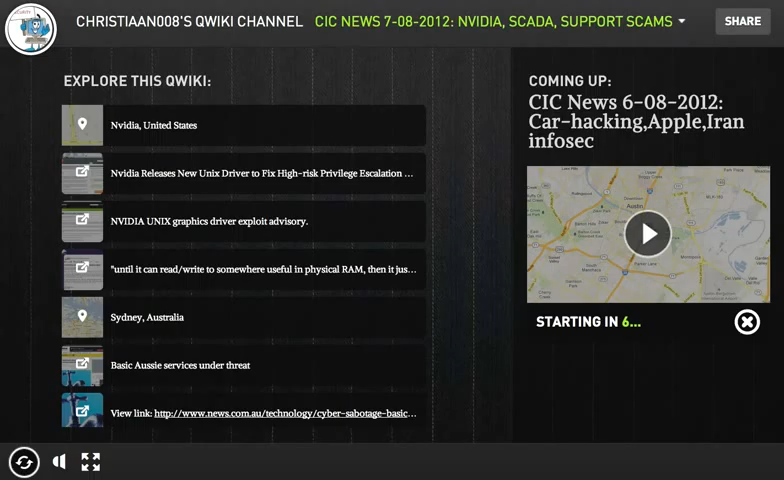 CHRISTIAAN008'S QWIKI CHANNEL
CIC NEWS 7-08-2012: NVIDIA, SCADA, SUPPORT SCAMS
SHARE
EXPLORE THIS QWIKI:
Nvidia, United States
Nvidia Releases New Unix Driver to Fix High-risk Privilege Escalation ...
NVIDIA UNIX graphics driver exploit advisory.
"until it can read/write to somewhere useful in physical RAM, then it jus...
Sydney, Australia
Basic Aussie services under threat
View link: http://www.news.com.au/technology/cyber-sabotage-basic...
COMING UP:
CIC News 6-08-2012:
Car-hacking,Apple,Iran
infosec
Austin
STARTING IN 6...